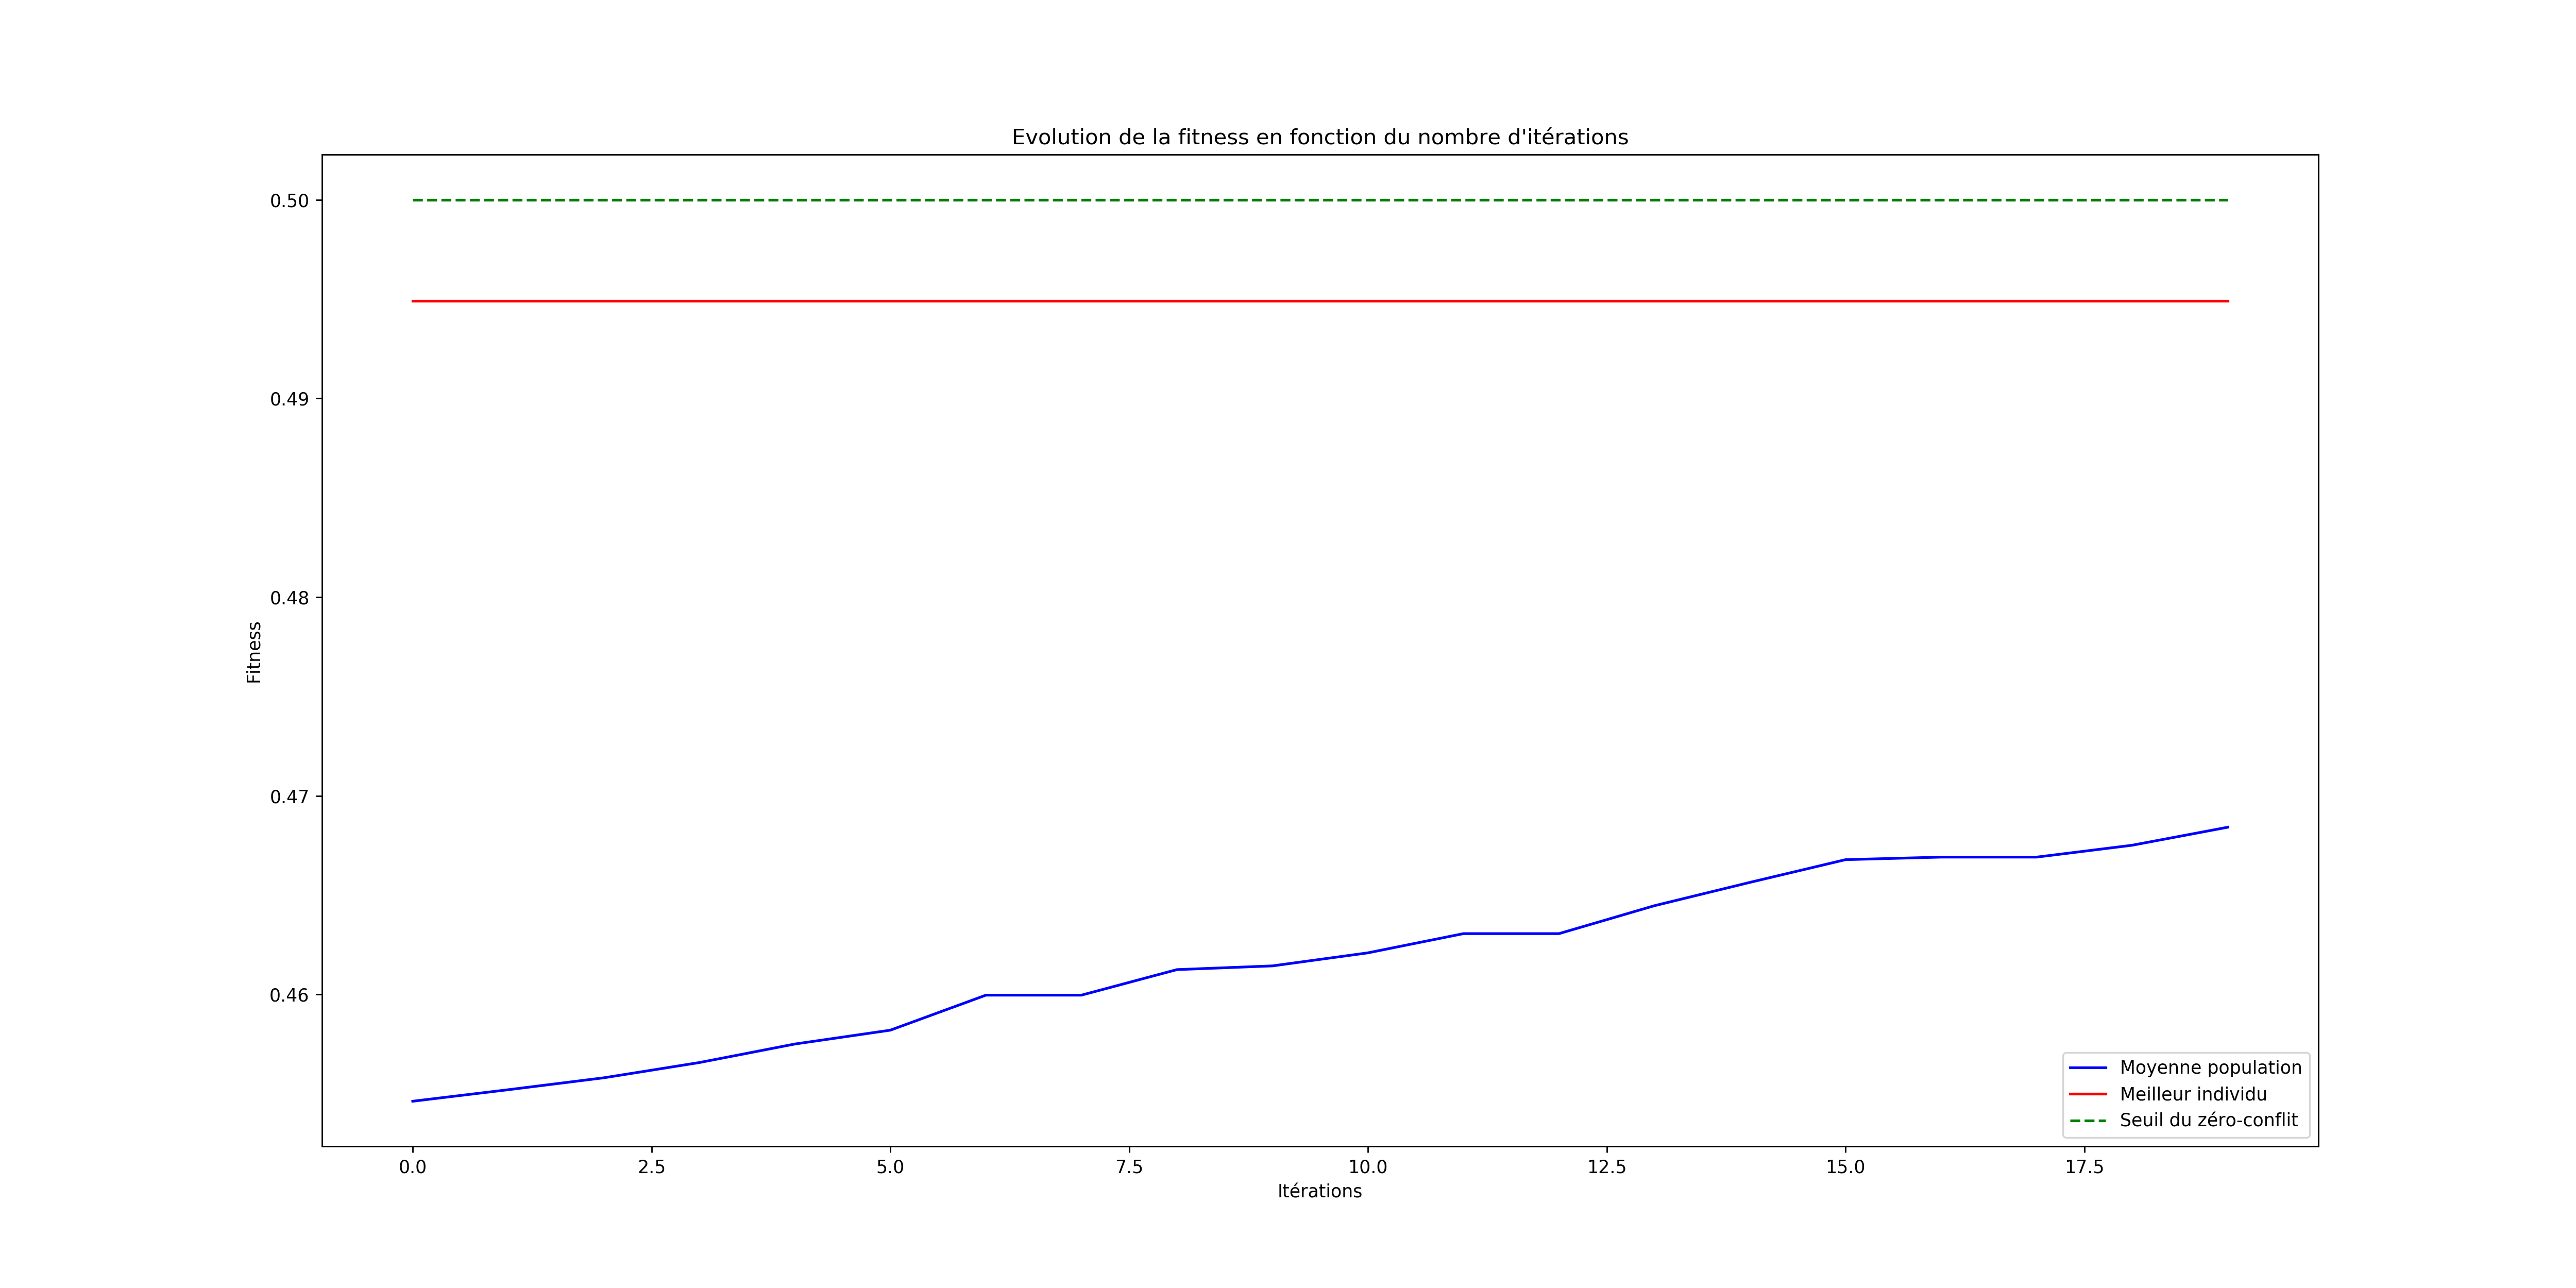 Evolution de la fitness en fonction du nombre d'itérations
0.50
0.49
0.48
0.47
0.46
Fitness
0.0 2.5 5.0 7.5 10.0 12.5 15.0 17.5
Itérations
Moyenne population
Meilleur individu
Seuil du zéro-conflit